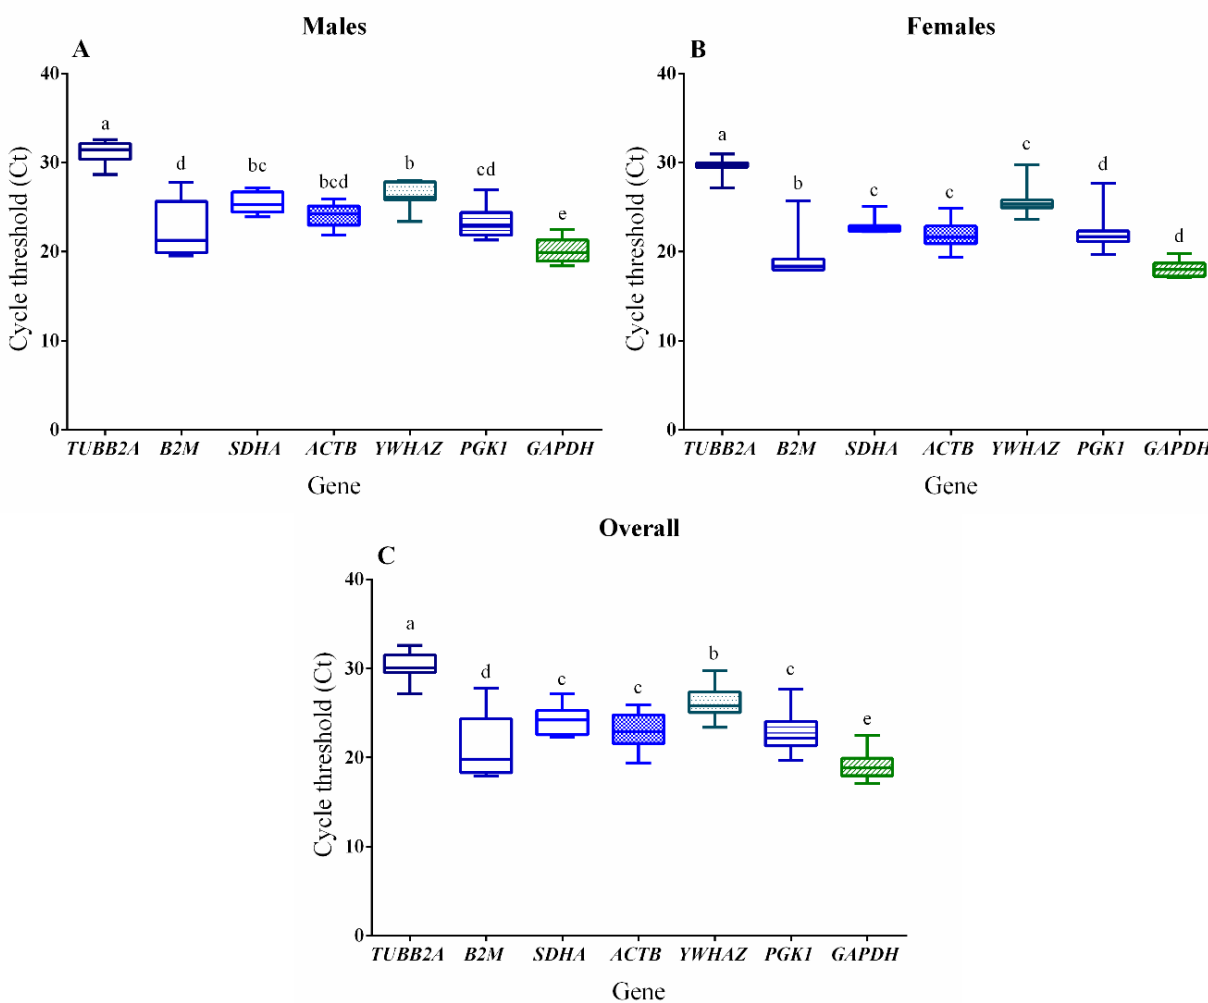 Males
A
Cycle threshold (Ct)
40
30
20
10
0
a
d
bc
bcd
b
cd
e
TUBB2A B2M SDHA ACTB YWHAZ PGK1 GAPDH
Gene
Females
B
Cycle threshold (Ct)
40
30
20
10
0
a
b
c
c
c
d
d
TUBB2A B2M SDHA ACTB YWHAZ PGK1 GAPDH
Gene
Overall
C
Cycle threshold (Ct)
40
30
20
10
0
a
d
c
c
b
c
e
TUBB2A B2M SDHA ACTB YWHAZ PGK1 GAPDH
Gene